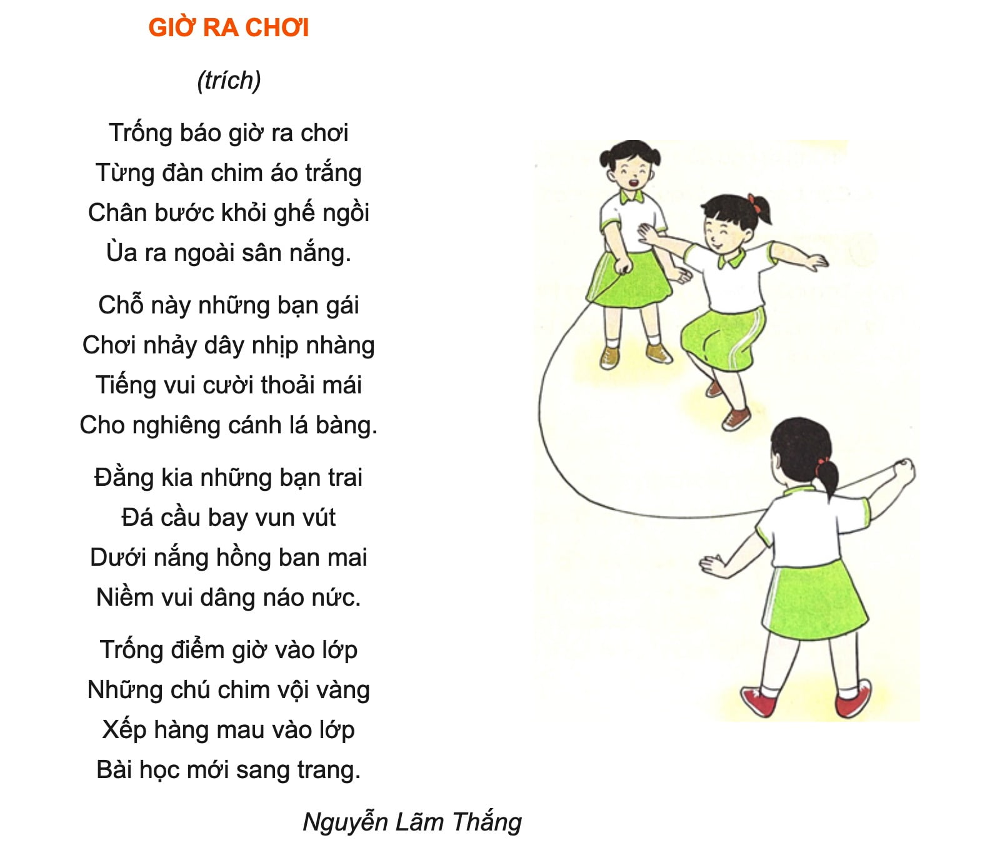 GIỜ RA CHƠI
(trích)
Trống báo giờ ra chơi
Từng đàn chim áo trắng
Chân bước khỏi ghế ngồi
Ùa ra ngoài sân nắng.
Chỗ này những bạn gái
Chơi nhảy dây nhịp nhàng
Tiếng vui cười thoải mái
Cho nghiêng cánh lá bàng.
Đằng kia những bạn trai
Đá cầu bay vun vút
Dưới nắng hồng ban mai
Niềm vui dâng náo nức.
Trống điểm giờ vào lớp
Những chú chim vội vàng
Xếp hàng mau vào lớp
Bài học mới sang trang.
Nguyễn Lãm Thắng